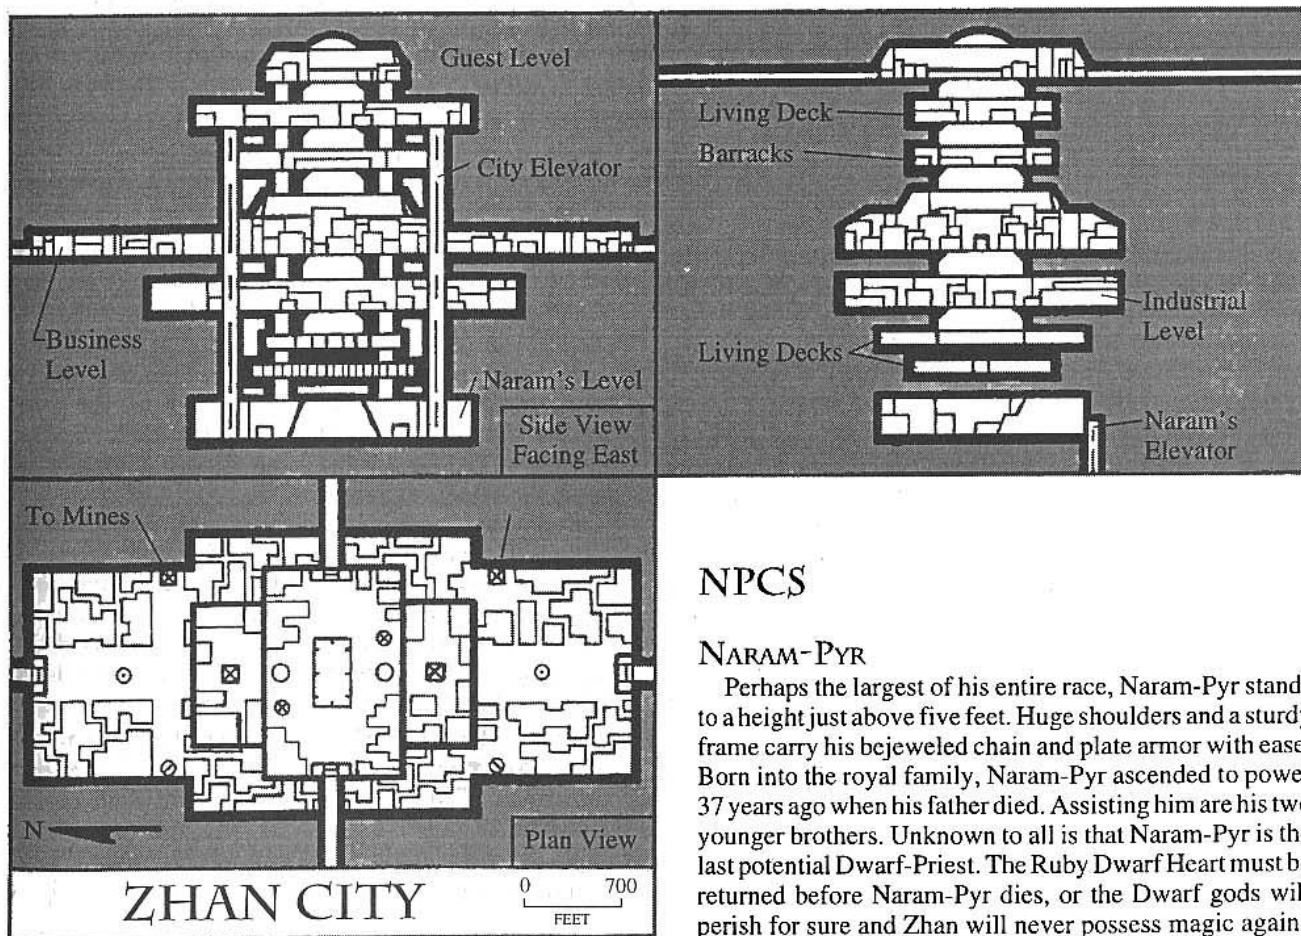 Guest Level
City Elevator
Business
Level
Naram's Level
Side View
Facing East
Living Deck
Barracks
Industrial
Level
Living Decks
Naram's
Elevator
To Mines
N
Plan View
ZHAN CITY
0 700
FEET
NPCS
NARAM-PYR
Perhaps the largest of his entire race, Naram-Pyr stand
to a height just above five feet. Huge shoulders and a sturdy
frame carry his bejeweled chain and plate armor with ease
Born into the royal family, Naram-Pyr ascended to powe
37 years ago when his father died. Assisting him are his two
younger brothers. Unknown to all is that Naram-Pyr is th
last potential Dwarf-Priest. The Ruby Dwarf Heart must b
returned before Naram-Pyr dies, or the Dwarf gods wil
perish for sure and Zhan will never possess magic again